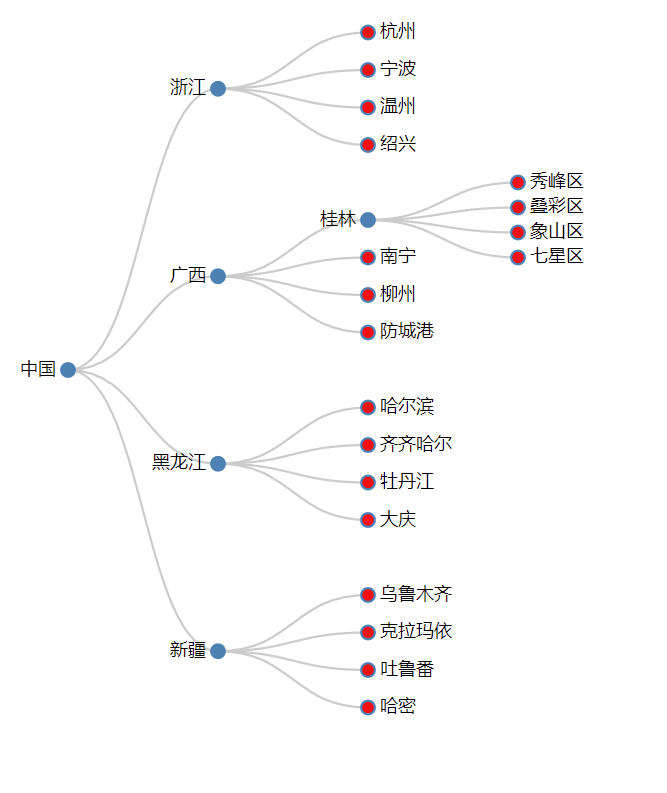 杭州
宁波
浙江
温州
绍兴
秀峰区
叠彩区
桂林
象山区
七星区
南宁
广西
柳州
防城港
中国
哈尔滨
齐齐哈尔
黑龙江
牡丹江
大庆
乌鲁木齐
克拉玛依
新疆
吐鲁番
哈密